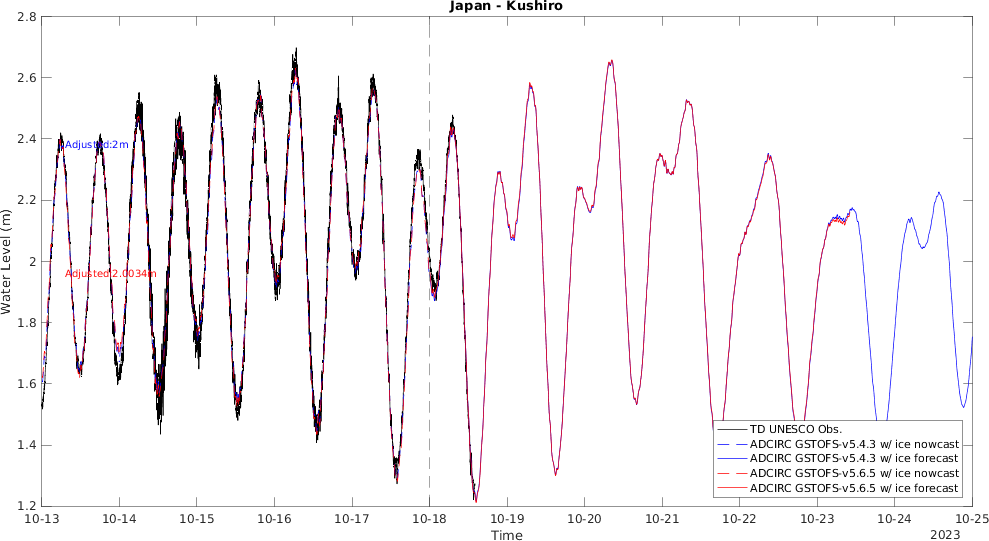 Japan - Kushiro
2.8
2.6
2.4
2.2
2
1.8
1.6
1.4
1.2
Water Level (m)
Adjusted:2m
Adjusted:2.0034m
TD UNESCO Obs.
ADCIRC GSTOFS-v5.4.3 w/ ice nowcast
ADCIRC GSTOFS-v5.4.3 w/ ice forecast
ADCIRC GSTOFS-v5.6.5 w/ ice nowcast
ADCIRC GSTOFS-v5.6.5 w/ ice forecast
10-13 10-14 10-15 10-16 10-17 10-18 10-19 10-20 10-21 10-22 10-23 10-24 10-25
Time
2023